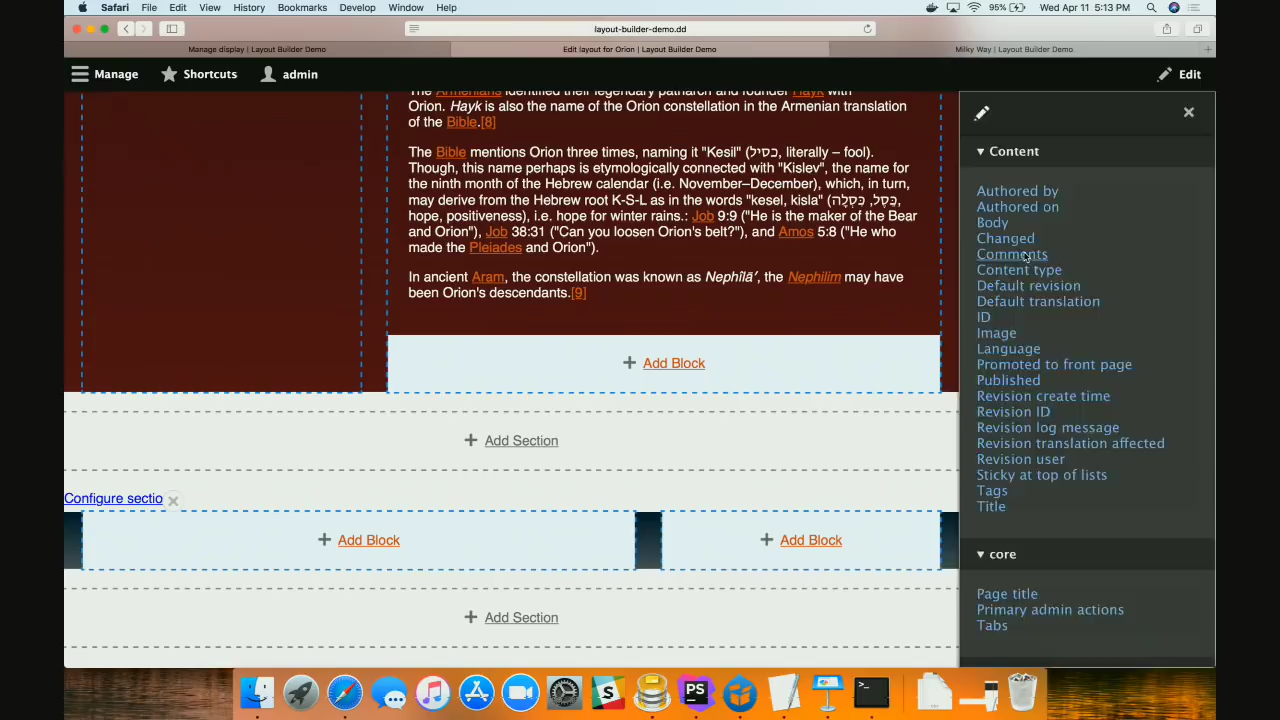 Safari File Edit View History Bookmarks Develop Window Help 95% Wed Apr 11 5:13 PM
layout-builder-demo.dd
Manage display | Layout Builder Demo
Edit layout for Orion | Layout Builder Demo
Milky Way | Layout Builder Demo
Manage Shortcuts admin Edit
The Armenians identified their legendary patriarch and founder Hayk with
Orion. Hayk is also the name of the Orion constellation in the Armenian translation
of the Bible.[8]
The Bible mentions Orion three times, naming it "Kesil" (כסיל, literally – fool).
Though, this name perhaps is etymologically connected with "Kislev", the name for
the ninth month of the Hebrew calendar (i.e. November–December), which, in turn,
may derive from the Hebrew root K-S-L as in the words "kesel, kisla" (כֵּסֶל, כִּסְלָה,
hope, positiveness), i.e. hope for winter rains.: Job 9:9 ("He is the maker of the Bear
and Orion"), Job 38:31 ("Can you loosen Orion's belt?"), and Amos 5:8 ("He who
made the Pleiades and Orion").
In ancient Aram, the constellation was known as Nephîlā′, the Nephilim may have
been Orion's descendants.[9]
+ Add Block
+ Add Section
Configure sectio
+ Add Block
+ Add Block
+ Add Section
Content
Authored by
Authored on
Body
Changed
Comments
Content type
Default revision
Default translation
ID
Image
Language
Promoted to front page
Published
Revision create time
Revision ID
Revision log message
Revision translation affected
Revision user
Sticky at top of lists
Tags
Title
core
Page title
Primary admin actions
Tabs
PS